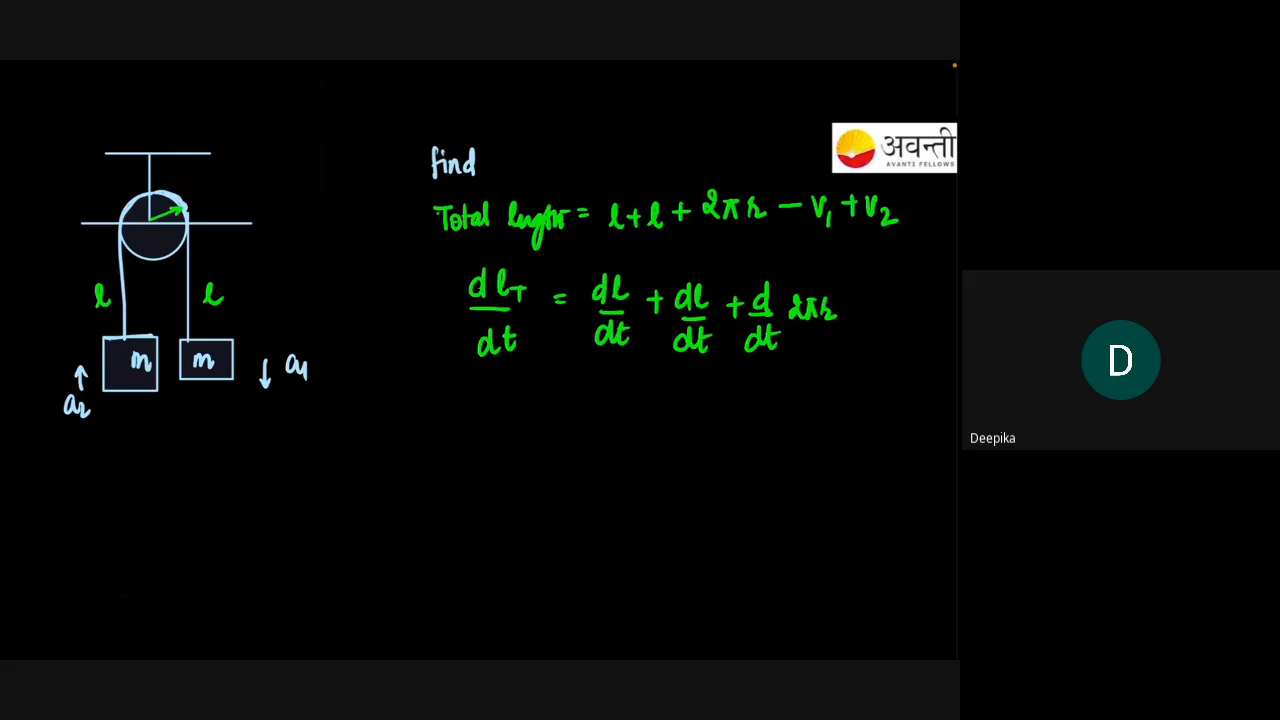 find
अवन्ती
AVANTI FELLOWS
Total length = l + l + 2πr - v₁ + v₂
l l
dl_T/dt = dl/dt + dl/dt + d/dt 2πr
m m
a₁
a₂
D
Deepika